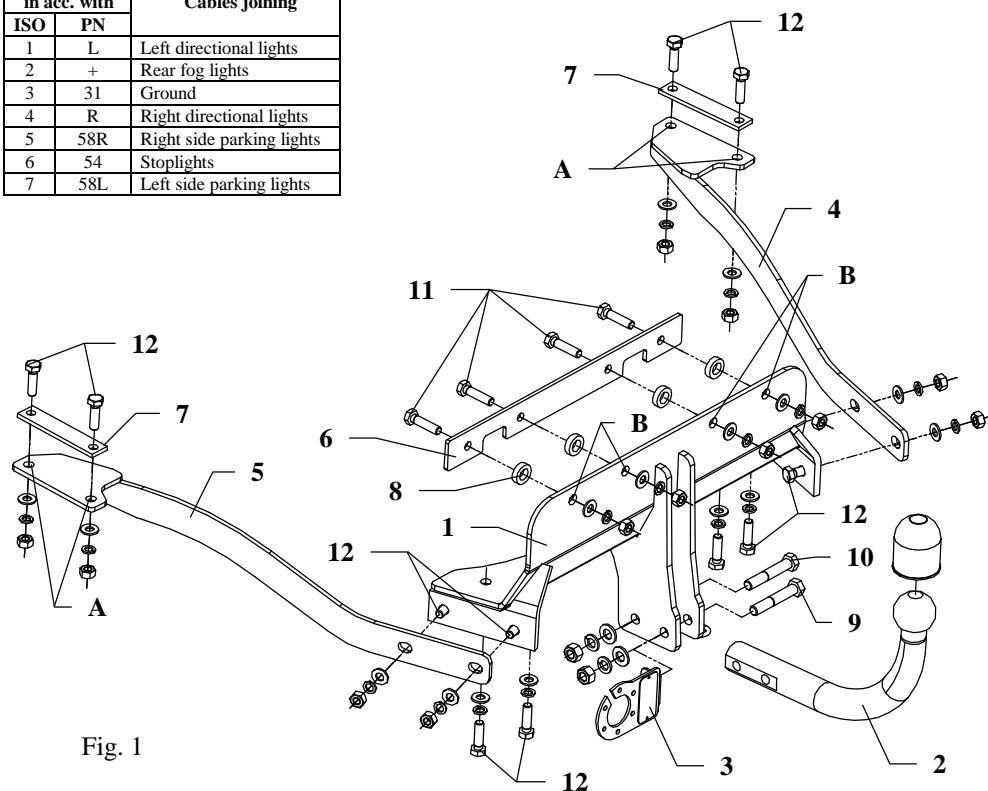 in acc. with Cables joining
ISO PN
1 L Left directional lights
2 + Rear fog lights
3 31 Ground
4 R Right directional lights
5 58R Right side parking lights
6 54 Stoplights
7 58L Left side parking lights
12
7
A
4
B
11
12
7
6
B
5
8
1
12
12
10
A
9
3
2
12
Fig. 1